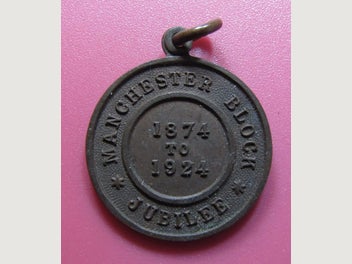 MANCHESTER BLOCK
1874
TO
1924
* JUBILEE *